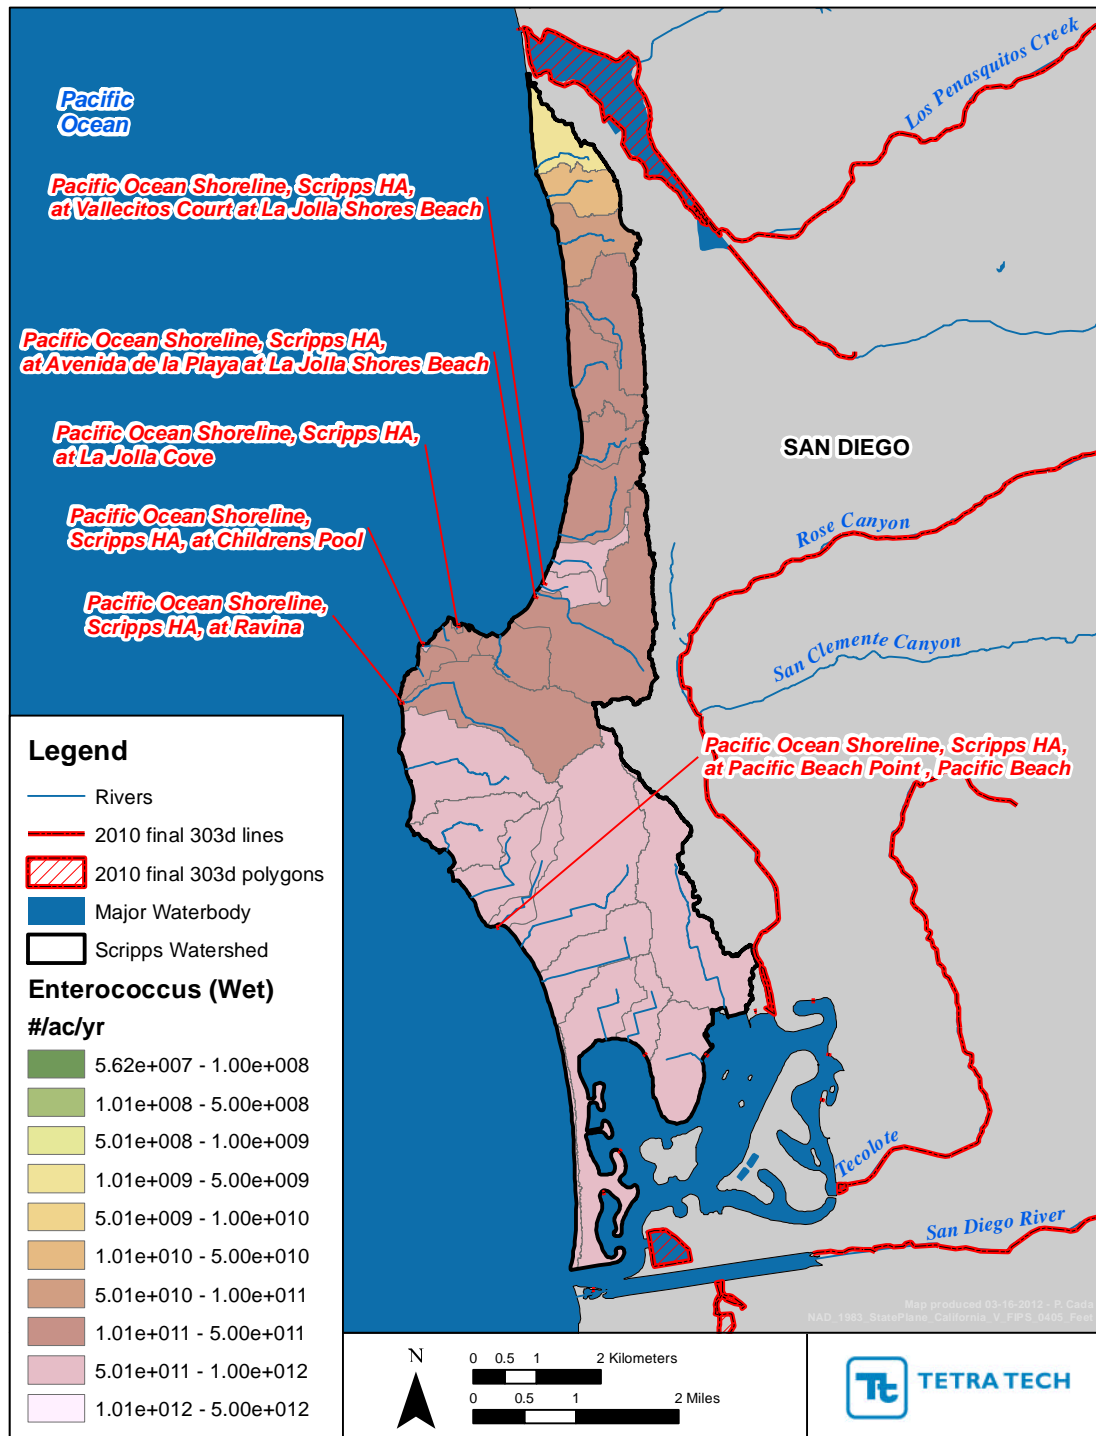 Pacific
Ocean
Los Penasquitos Creek
Pacific Ocean Shoreline, Scripps HA,
at Vallecitos Court at La Jolla Shores Beach
Pacific Ocean Shoreline, Scripps HA,
at Avenida de la Playa at La Jolla Shores Beach
Pacific Ocean Shoreline, Scripps HA,
at La Jolla Cove
SAN DIEGO
Pacific Ocean Shoreline,
Scripps HA, at Childrens Pool
Rose Canyon
Pacific Ocean Shoreline,
Scripps HA, at Ravina
San Clemente Canyon
Pacific Ocean Shoreline, Scripps HA,
at Pacific Beach Point , Pacific Beach
Tecolote
San Diego River
Legend
Rivers
2010 final 303d lines
2010 final 303d polygons
Major Waterbody
Scripps Watershed
Enterococcus (Wet)
#/ac/yr
5.62e+007 - 1.00e+008
1.01e+008 - 5.00e+008
5.01e+008 - 1.00e+009
1.01e+009 - 5.00e+009
5.01e+009 - 1.00e+010
1.01e+010 - 5.00e+010
5.01e+010 - 1.00e+011
1.01e+011 - 5.00e+011
5.01e+011 - 1.00e+012
1.01e+012 - 5.00e+012
Map produced 03-16-2012 - P. Cada
NAD_1983_StatePlane_California_V_FIPS_0405_Feet
N
0 0.5 1 2 Kilometers
0 0.5 1 2 Miles
Tt TETRA TECH